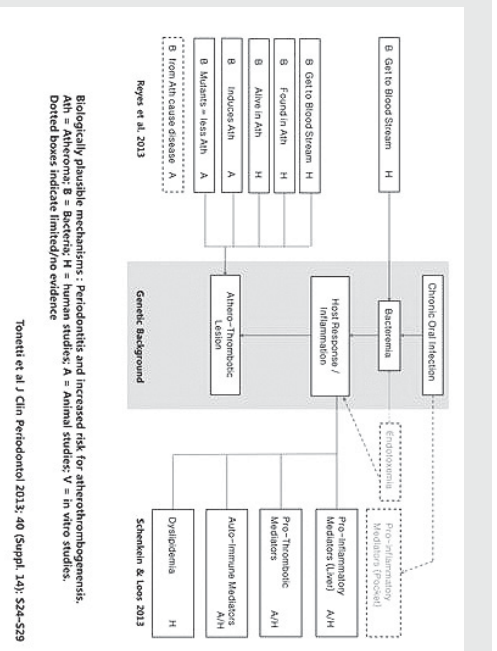 Chronic Oral Infection
B Get to Blood Stream H
Bacteremia
Endotoxemia
Pro-inflammatory
Mediators (Pocket)
B Get to Blood Stream H
B Found in Ath H
B Alive in Ath H
B Induces Ath A
B Mutants = less Ath A
B from Ath cause disease A
Reyes et al, 2013
Host Response /
Inflammation
Athero-Thrombotic
Lesion
Genetic Background
Pro-Inflammatory
Mediators (Liver) A/H
Pro-Thrombotic
Mediators A/H
Auto-Immune Mediators
A/H
Dyslipidemia H
Schenkein & Loos 2013
Biologically plausible mechanisms : Periodontitis and increased risk for atherothrombogenensis.
Ath = Atheroma; B = Bacteria; H = human studies; A = Animal studies; V = in vitro studies.
Dotted boxes indicate limited/no evidence
Tonetti et al J Clin Periodontol 2013; 40 (Suppl. 14): S24-S29